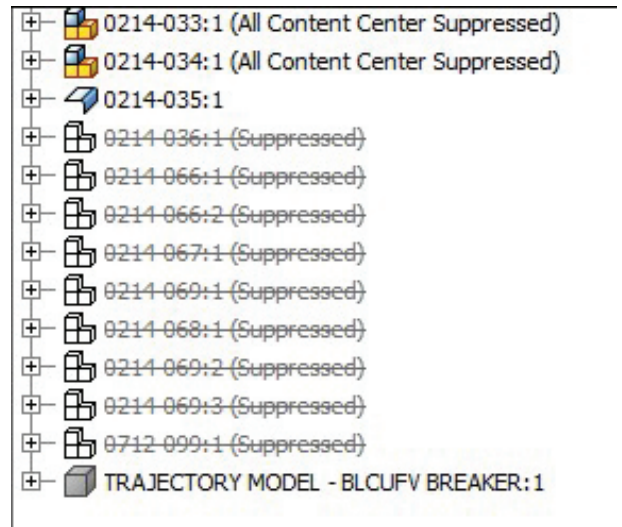 0214-033:1 (All Content Center Suppressed)
0214-034:1 (All Content Center Suppressed)
0214-035:1
0214-036:1 (Suppressed)
0214-066:1 (Suppressed)
0214-066:2 (Suppressed)
0214-067:1 (Suppressed)
0214-069:1 (Suppressed)
0214-068:1 (Suppressed)
0214-069:2 (Suppressed)
0214-069:3 (Suppressed)
0712-099:1 (Suppressed)
TRAJECTORY MODEL - BLCUFV BREAKER:1